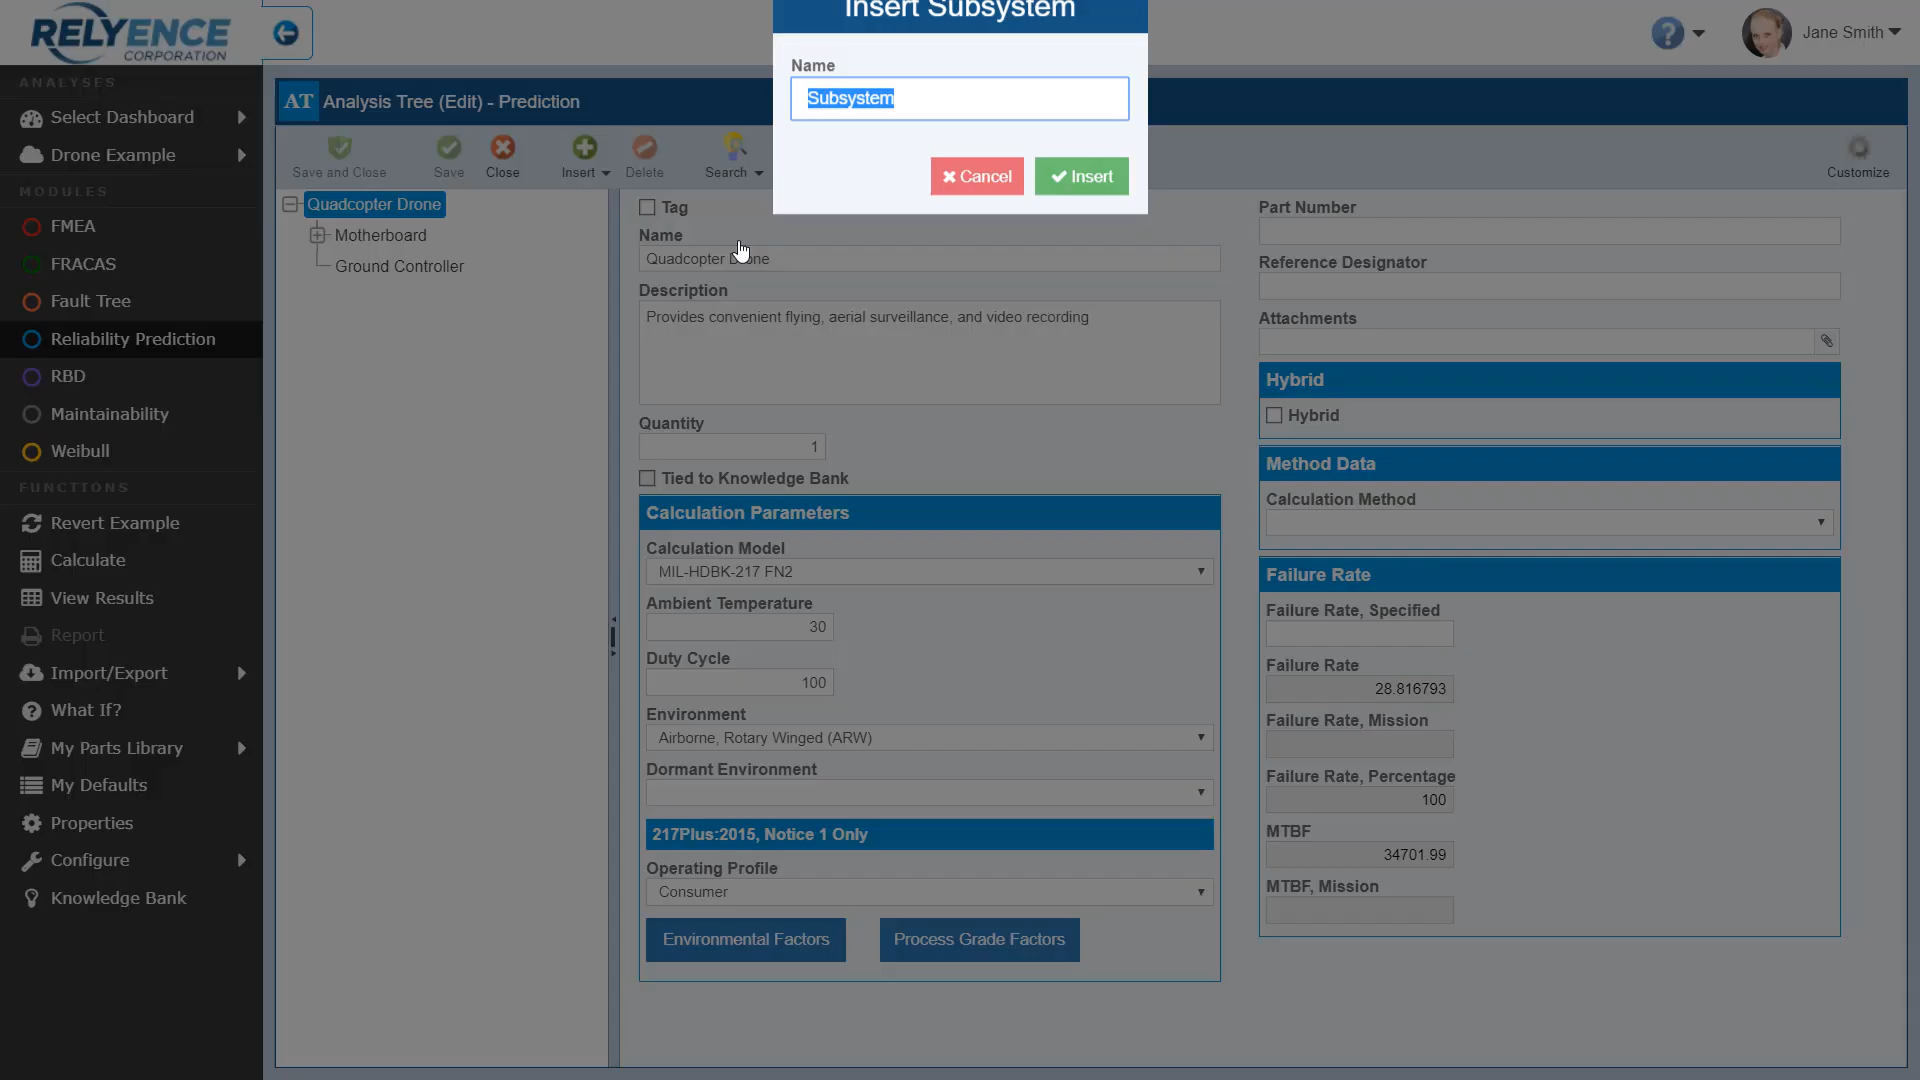 RELYENCE
CORPORATION
Jane Smith
ANALYSES
Select Dashboard
Drone Example
MODULES
FMEA
FRACAS
Fault Tree
Reliability Prediction
RBD
Maintainability
Weibull
FUNCTIONS
Revert Example
Calculate
View Results
Report
Import/Export
What If?
My Parts Library
My Defaults
Properties
Configure
Knowledge Bank
AT Analysis Tree (Edit) - Prediction
Save and Close
Save
Close
Insert
Delete
Search
Customize
Quadcopter Drone
Motherboard
Ground Controller
Insert Subsystem
Name
Subsystem
Cancel
Insert
Tag
Name
Quadcopter Drone
Description
Provides convenient flying, aerial surveillance, and video recording
Quantity
1
Tied to Knowledge Bank
Calculation Parameters
Calculation Model
MIL-HDBK-217 FN2
Ambient Temperature
30
Duty Cycle
100
Environment
Airborne, Rotary Winged (ARW)
Dormant Environment
217Plus:2015, Notice 1 Only
Operating Profile
Consumer
Environmental Factors
Process Grade Factors
Part Number
Reference Designator
Attachments
Hybrid
Hybrid
Method Data
Calculation Method
Failure Rate
Failure Rate, Specified
Failure Rate
28.816793
Failure Rate, Mission
Failure Rate, Percentage
100
MTBF
34701.99
MTBF, Mission